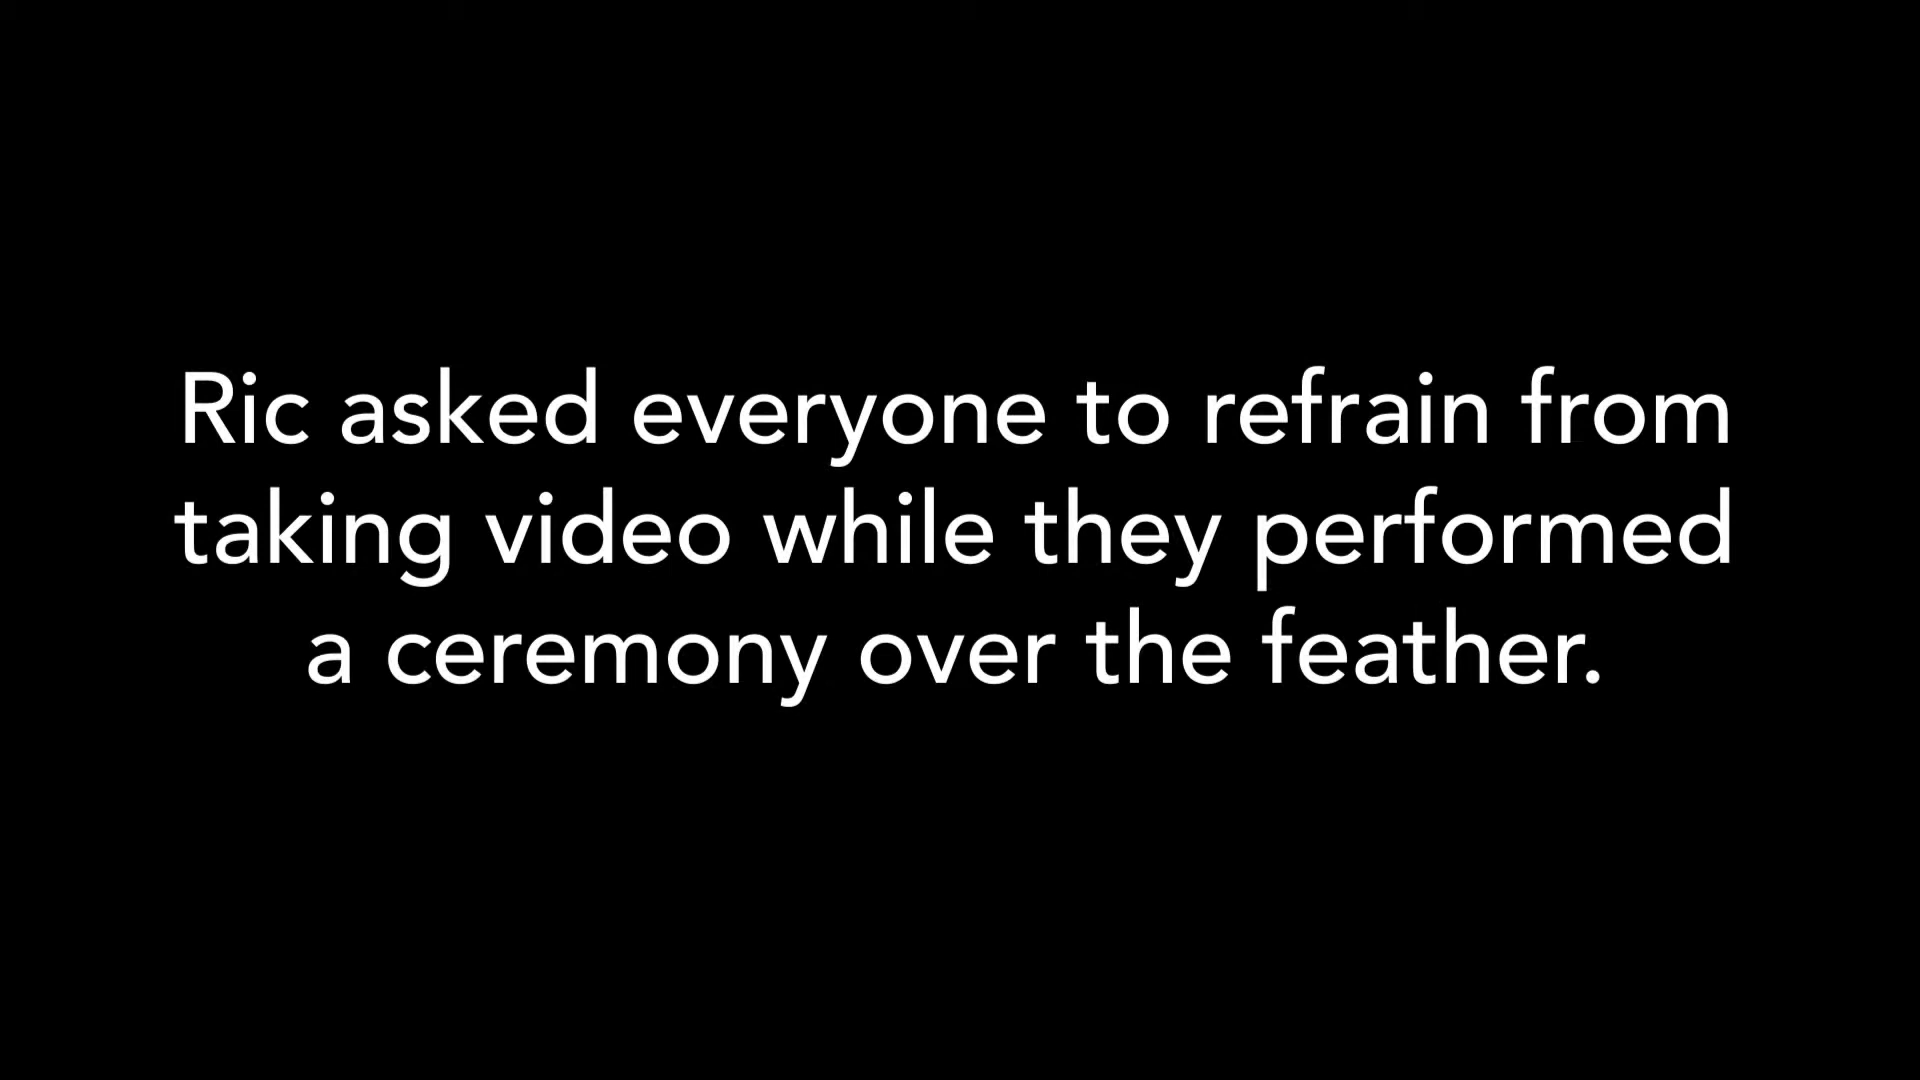 Ric asked everyone to refrain from
taking video while they performed
a ceremony over the feather.